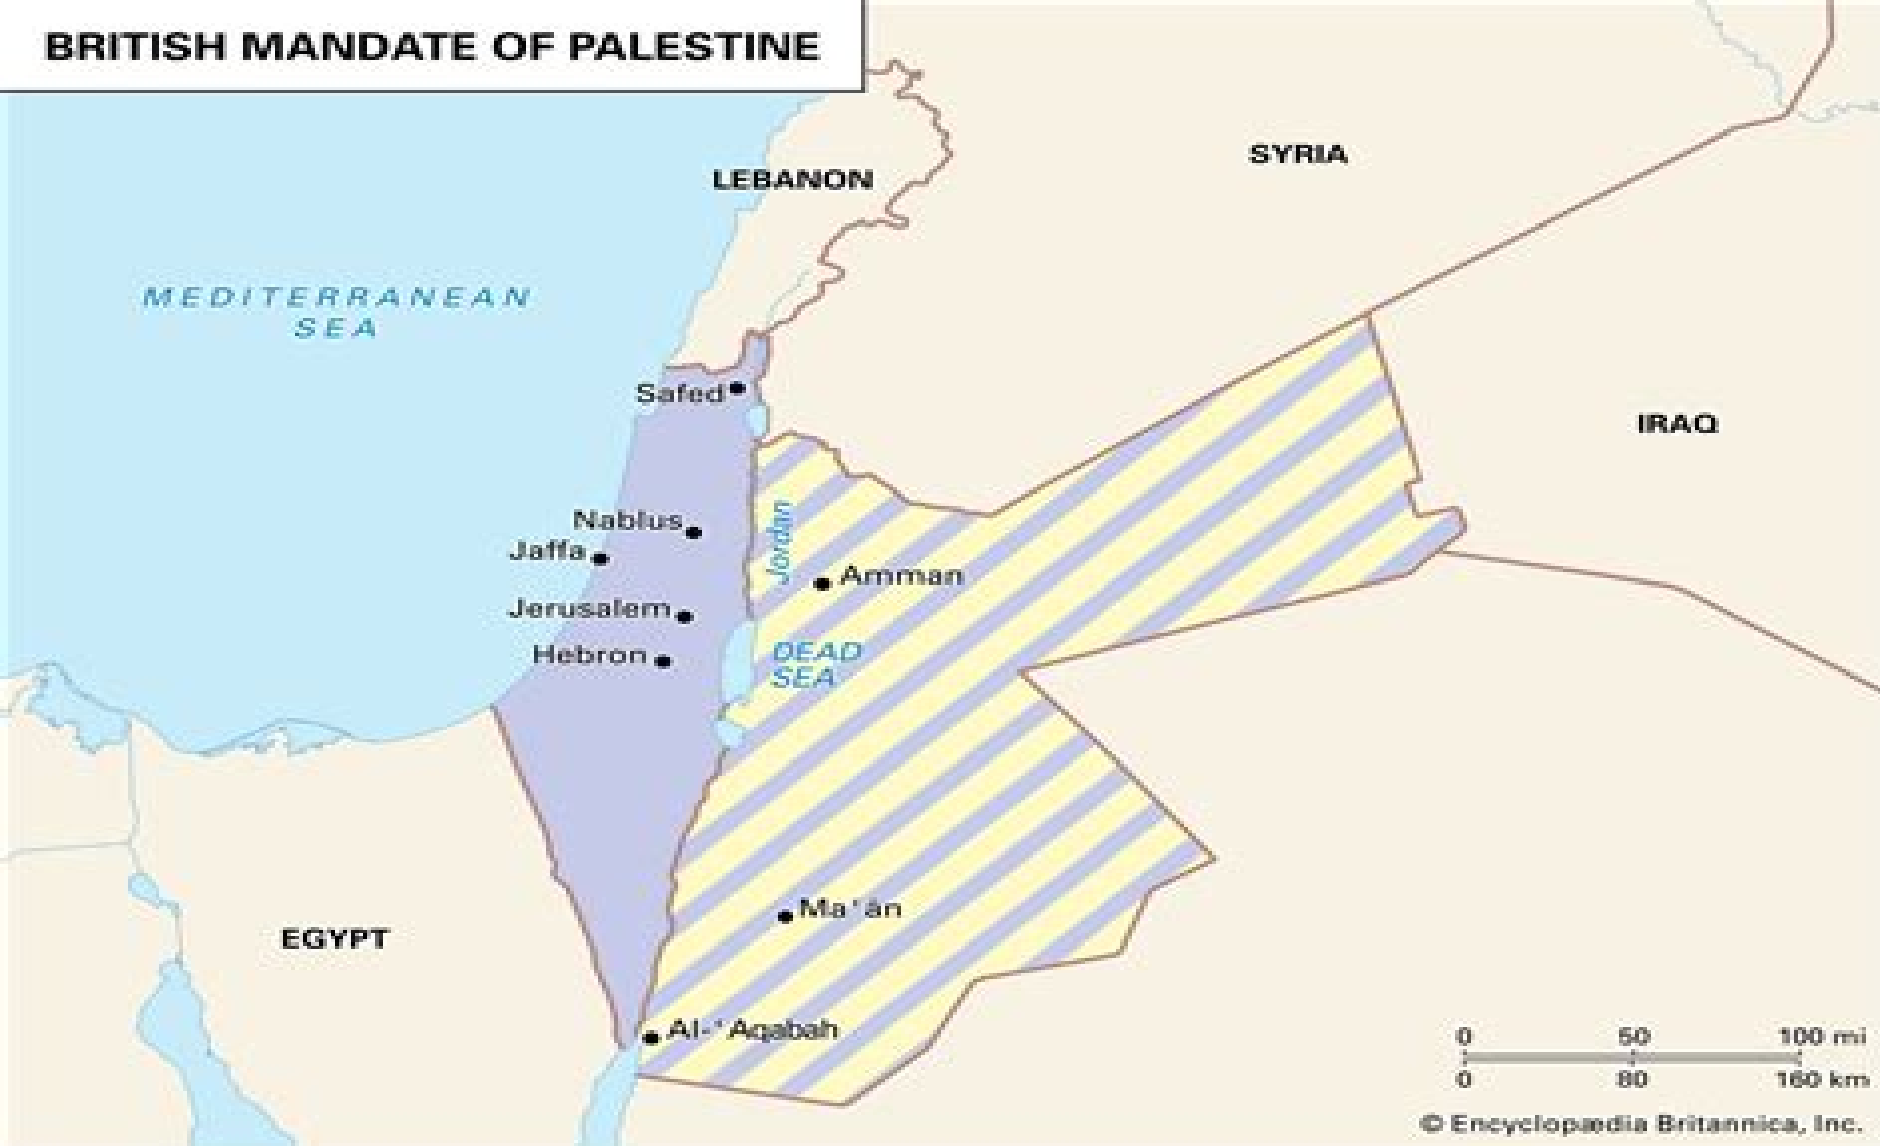 BRITISH MANDATE OF PALESTINE
SYRIA
LEBANON
MEDITERRANEAN
SEA
Safed
IRAQ
Nablus
Jordan
Jaffa
Amman
Jerusalem
Hebron
DEAD
SEA
Ma'ān
EGYPT
Al-'Aqabah
0 50 100 mi
0 80 160 km
© Encyclopædia Britannica, Inc.